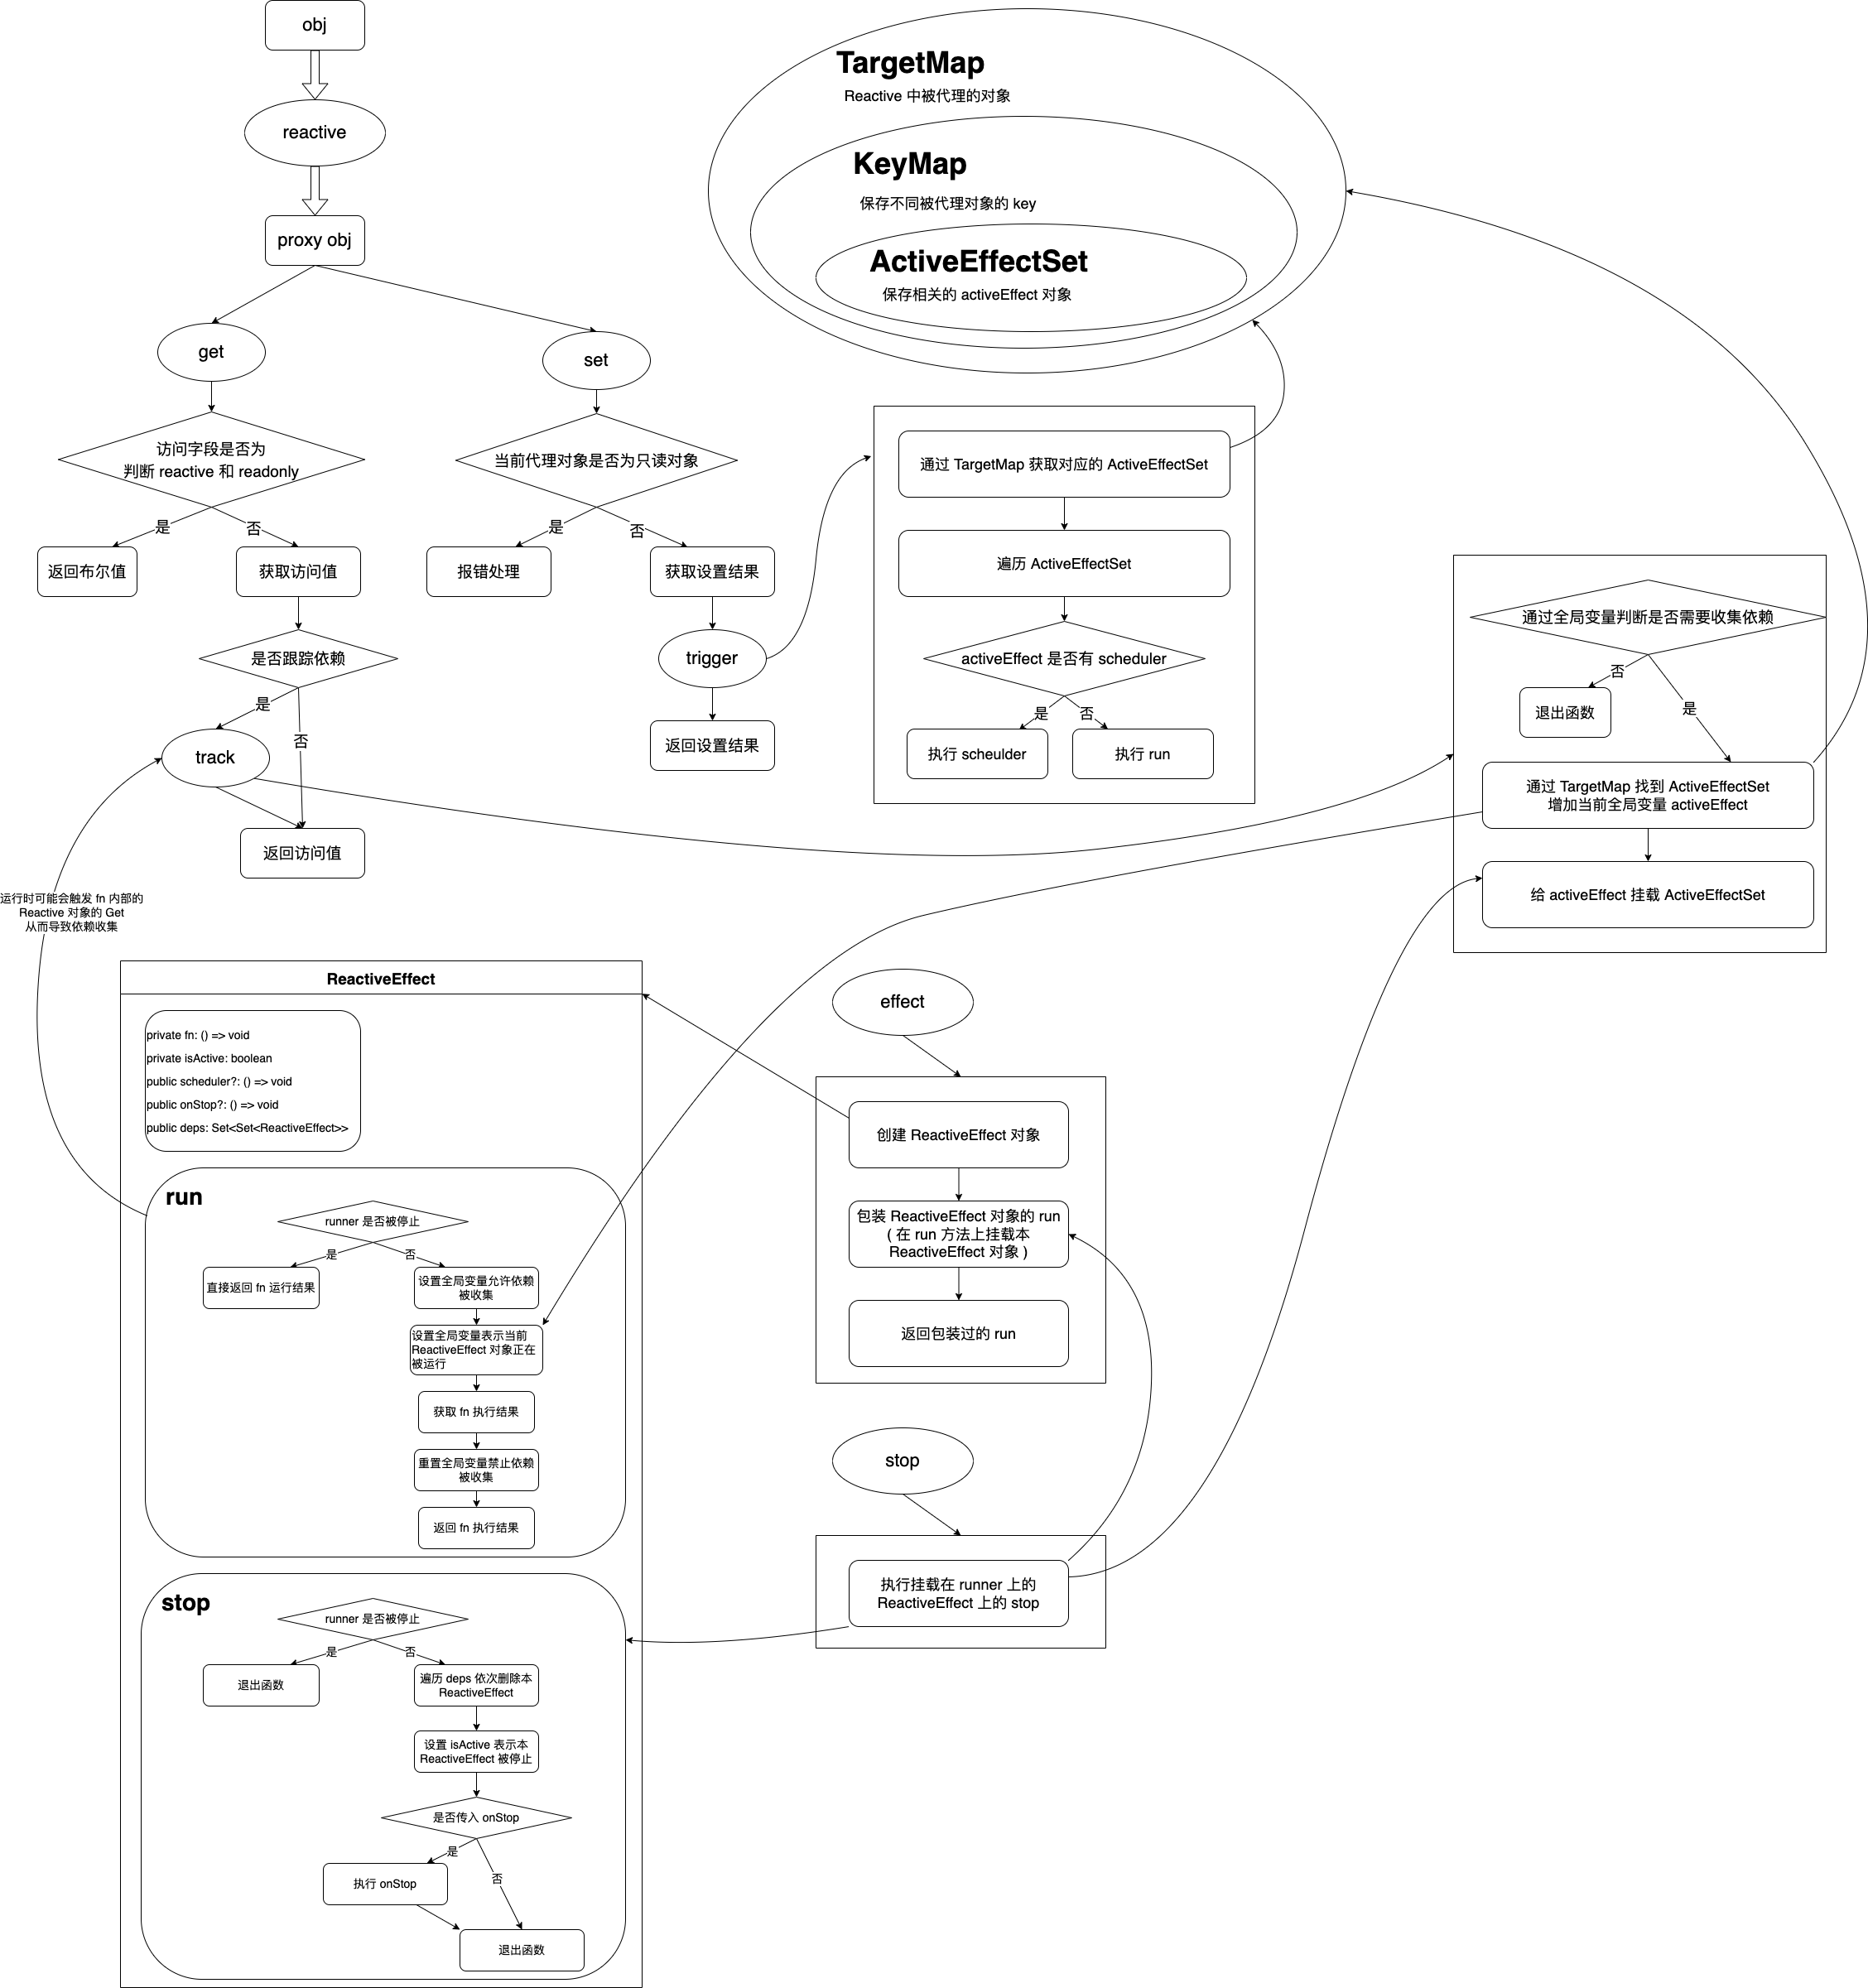 obj
reactive
proxy obj
get
访问字段是否为
判断 reactive 和 readonly
是
否
返回布尔值
获取访问值
是否跟踪依赖
是
否
track
返回访问值
set
当前代理对象是否为只读对象
是
否
报错处理
获取设置结果
trigger
返回设置结果
TargetMap
Reactive 中被代理的对象
KeyMap
保存不同被代理对象的 key
ActiveEffectSet
保存相关的 activeEffect 对象
通过 TargetMap 获取对应的 ActiveEffectSet
遍历 ActiveEffectSet
activeEffect 是否有 scheduler
是
否
执行 scheulder
执行 run
通过全局变量判断是否需要收集依赖
否
是
退出函数
通过 TargetMap 找到 ActiveEffectSet
增加当前全局变量 activeEffect
给 activeEffect 挂载 ActiveEffectSet
运行时可能会触发 fn 内部的
Reactive 对象的 Get
从而导致依赖收集
ReactiveEffect
private fn: () => void
private isActive: boolean
public scheduler?: () => void
public onStop?: () => void
public deps: Set<Set<ReactiveEffect>>
run
runner 是否被停止
是
否
直接返回 fn 运行结果
设置全局变量允许依赖
被收集
设置全局变量表示当前
ReactiveEffect 对象正在
被运行
获取 fn 执行结果
重置全局变量禁止依赖
被收集
返回 fn 执行结果
stop
runner 是否被停止
是
否
退出函数
遍历 deps 依次删除本
ReactiveEffect
设置 isActive 表示本
ReactiveEffect 被停止
是否传入 onStop
是
否
执行 onStop
退出函数
effect
创建 ReactiveEffect 对象
包装 ReactiveEffect 对象的 run
( 在 run 方法上挂载本
ReactiveEffect 对象 )
返回包装过的 run
stop
执行挂载在 runner 上的
ReactiveEffect 上的 stop